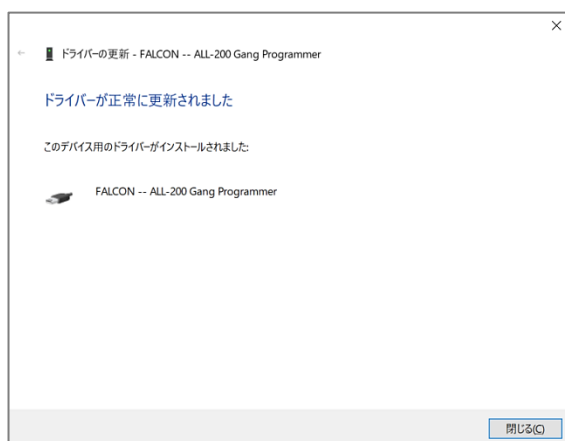 ドライバーの更新 - FALCON -- ALL-200 Gang Programmer
ドライバーが正常に更新されました
このデバイス用のドライバーがインストールされました:
FALCON -- ALL-200 Gang Programmer
閉じる(C)